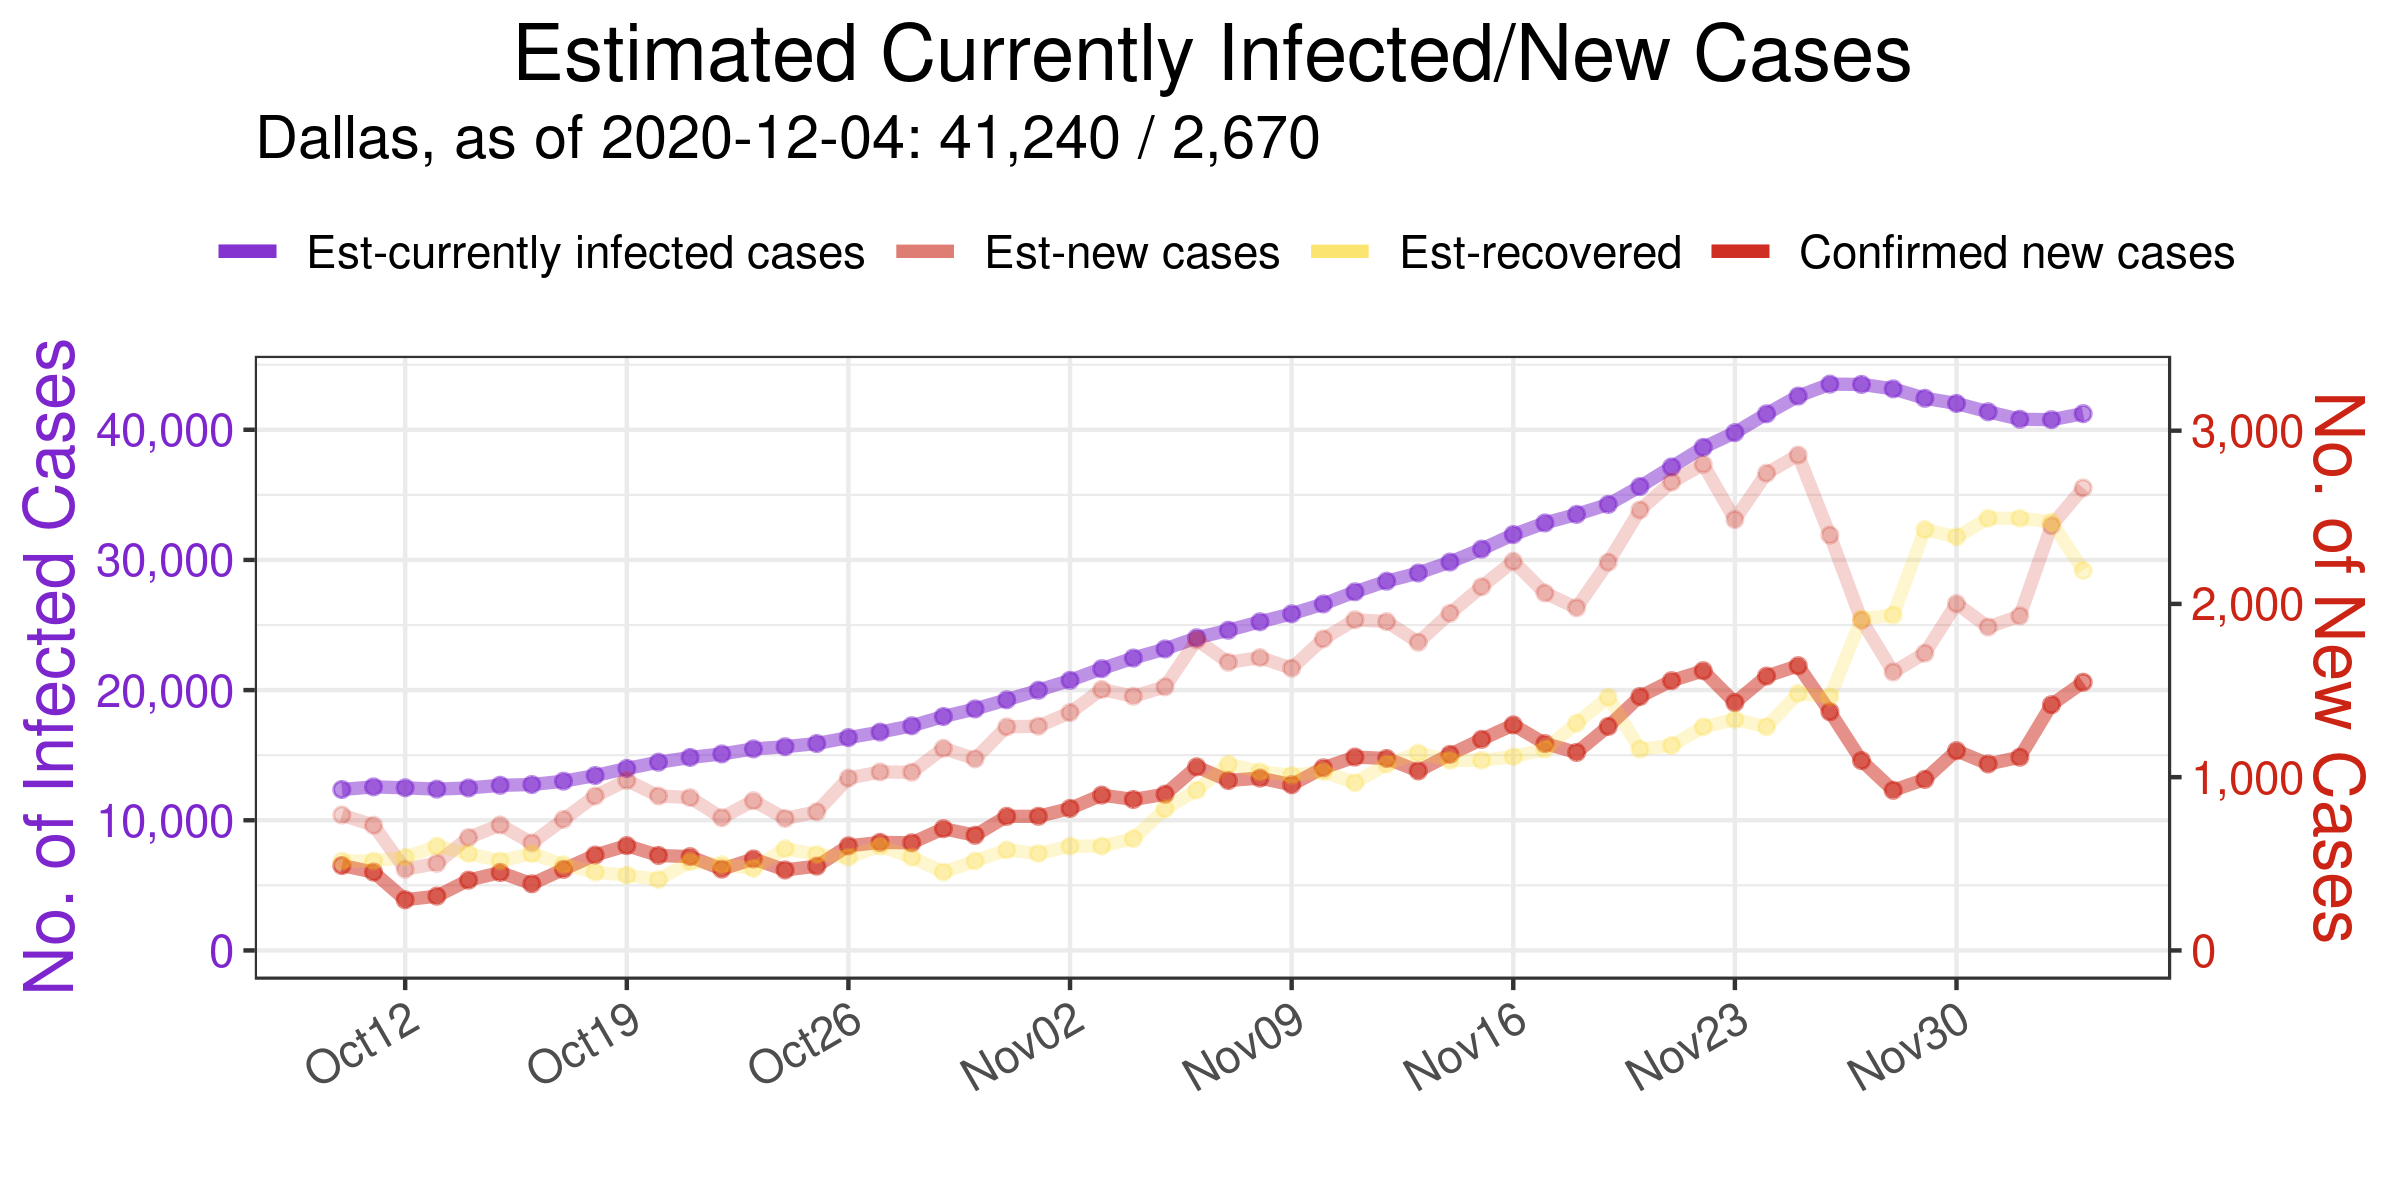 Estimated Currently Infected/New Cases
Dallas, as of 2020-12-04: 41,240 / 2,670
Est-currently infected cases Est-new cases Est-recovered Confirmed new cases
No. of Infected Cases
40,000
30,000
20,000
10,000
0
3,000
2,000
1,000
0
No. of New Cases
Oct12 Oct19 Oct26 Nov02 Nov09 Nov16 Nov23 Nov30